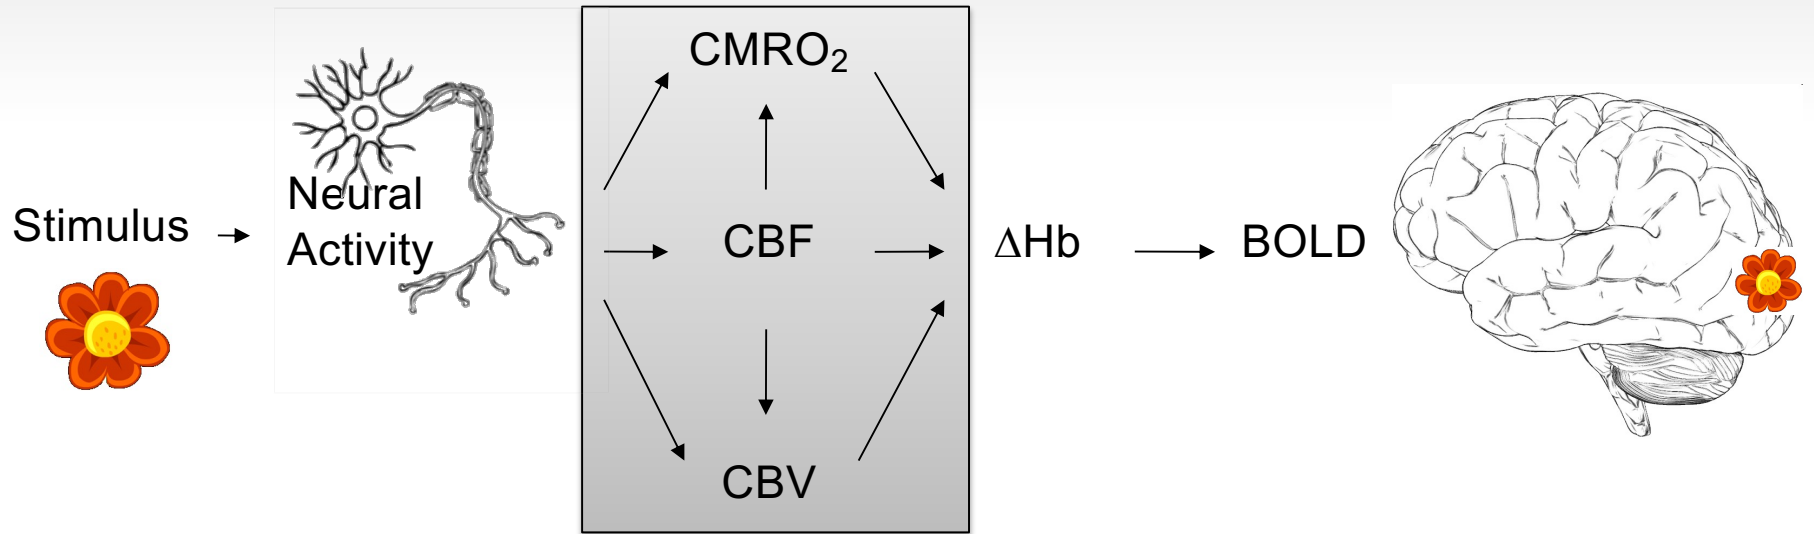 Stimulus
Neural
Activity
CMRO₂
CBF
CBV
ΔHb
BOLD